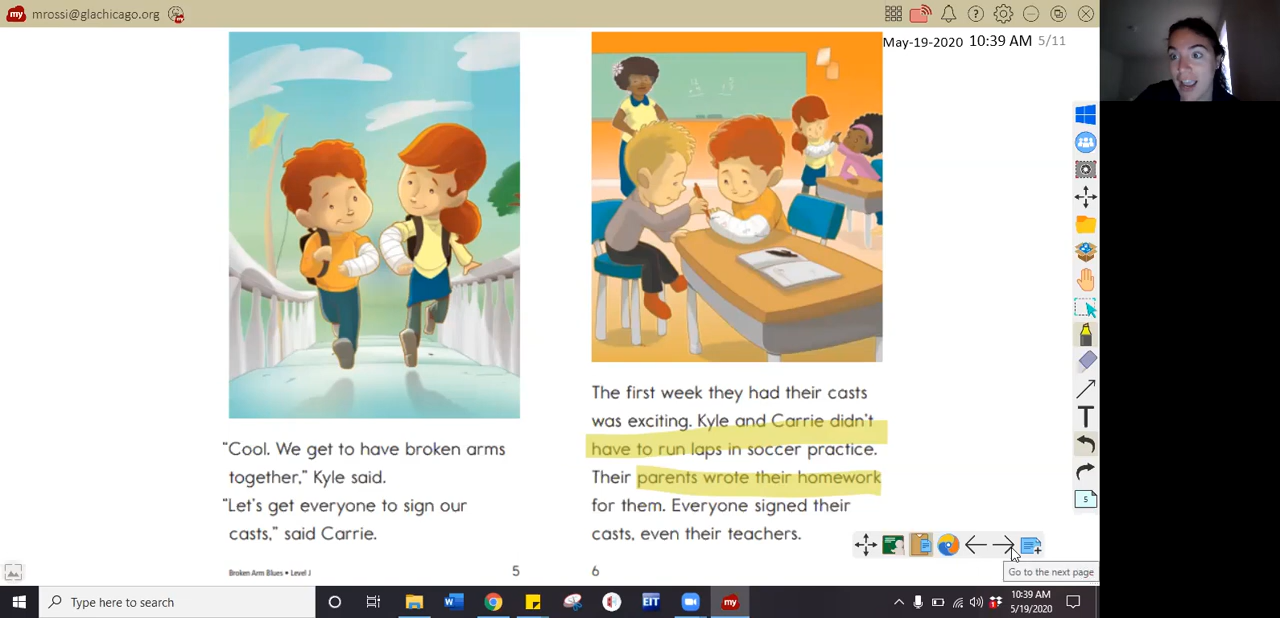 my mrossi@glachicago.org
May-19-2020 10:39 AM 5/11
"Cool. We get to have broken arms
together," Kyle said.
"Let's get everyone to sign our
casts," said Carrie.
Broken Arm Blues • Level J
5
The first week they had their casts
was exciting. Kyle and Carrie didn't
have to run laps in soccer practice.
Their parents wrote their homework
for them. Everyone signed their
casts, even their teachers.
6
T
5
Go to the next page
Type here to search
W
EIT
my
10:39 AM
5/19/2020